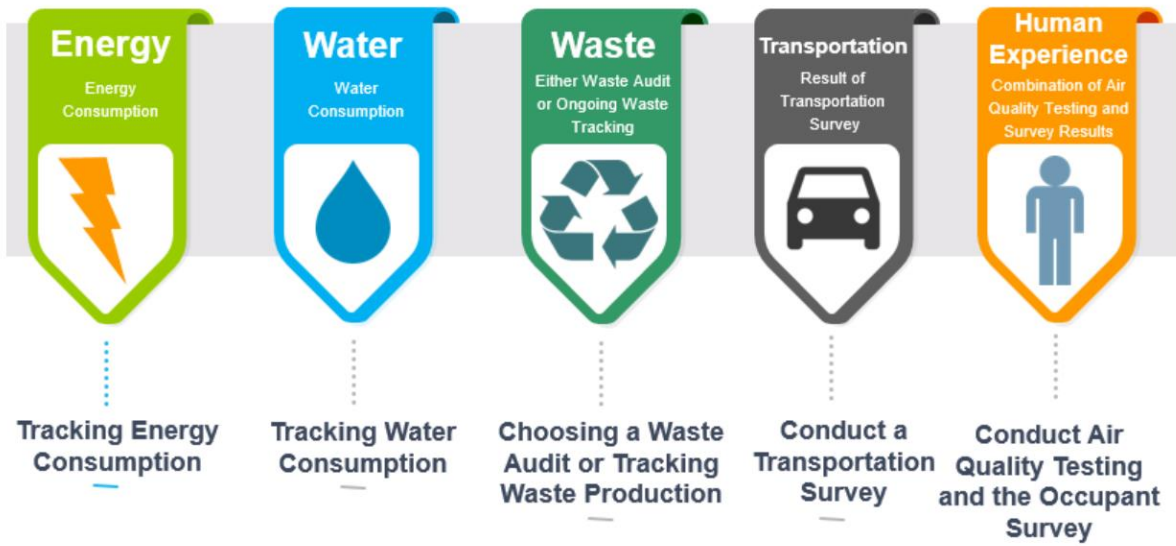 Energy
Energy
Consumption
Water
Water
Consumption
Waste
Either Waste Audit
or Ongoing Waste
Tracking
Transportation
Result of
Transportation
Survey
Human
Experience
Combination of Air
Quality Testing and
Survey Results
Tracking Energy
Consumption
Tracking Water
Consumption
Choosing a Waste
Audit or Tracking
Waste Production
Conduct a
Transportation
Survey
Conduct Air
Quality Testing
and the Occupant
Survey